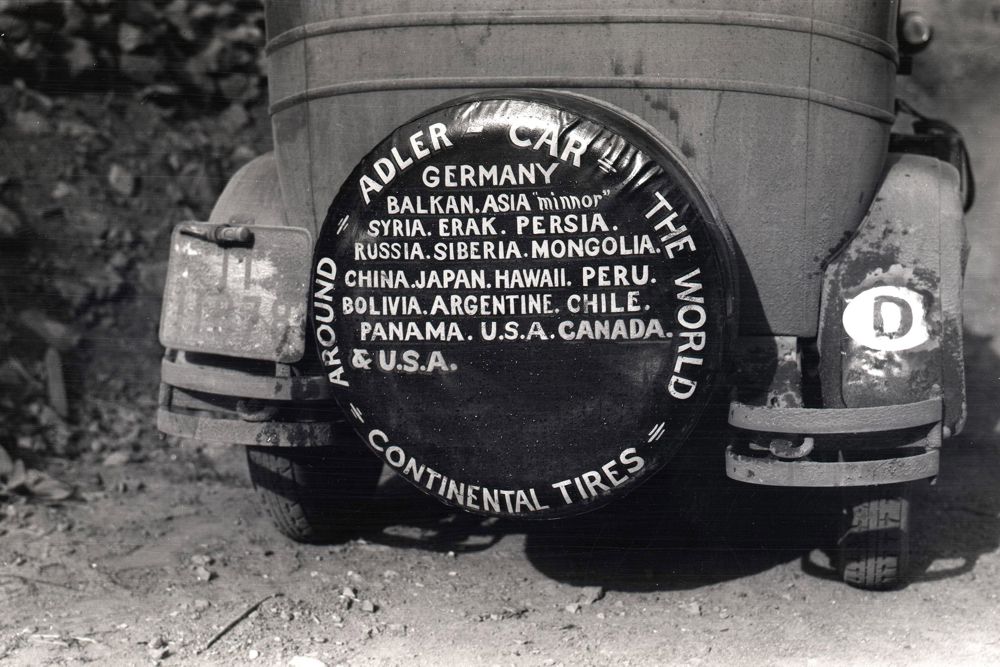 ADLER - CAR = THE WORLD
GERMANY
BALKAN. ASIA "minnor"
SYRIA. ERAK. PERSIA.
RUSSIA. SIBERIA. MONGOLIA.
CHINA. JAPAN. HAWAII. PERU.
BOLIVIA. ARGENTINE. CHILE.
PANAMA. U.S.A. CANADA.
& U.S.A.
= AROUND =
CONTINENTAL TIRES =
D